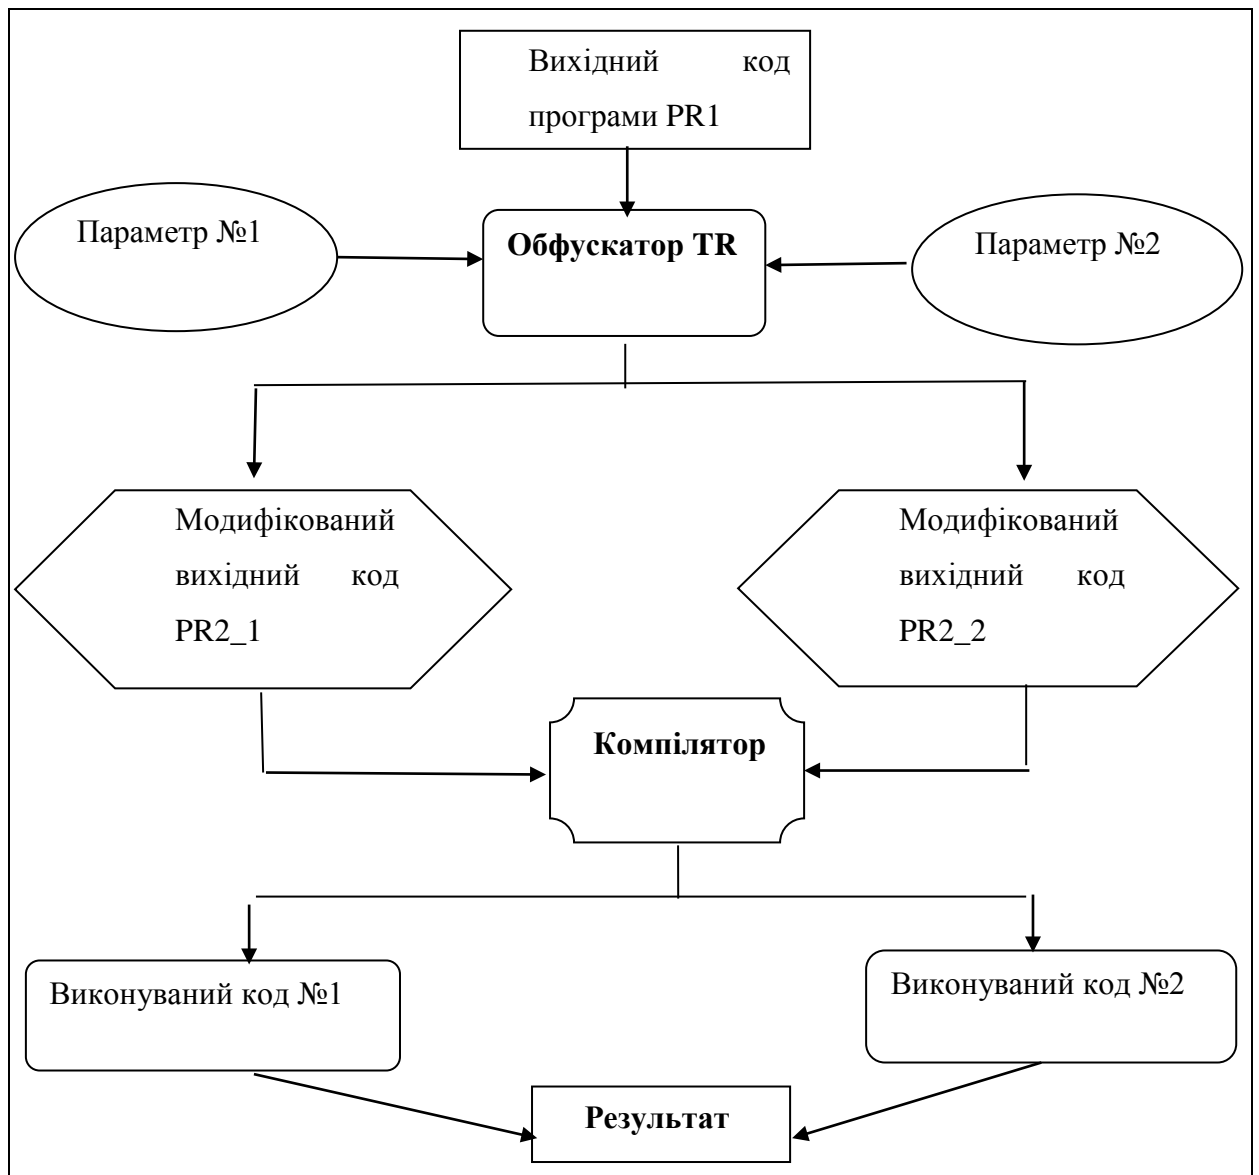 Вихідний код
програми PR1
Параметр №1
Обфускатор TR
Параметр №2
Модифікований
вихідний код
PR2_1
Модифікований
вихідний код
PR2_2
Компілятор
Виконуваний код №1
Виконуваний код №2
Результат